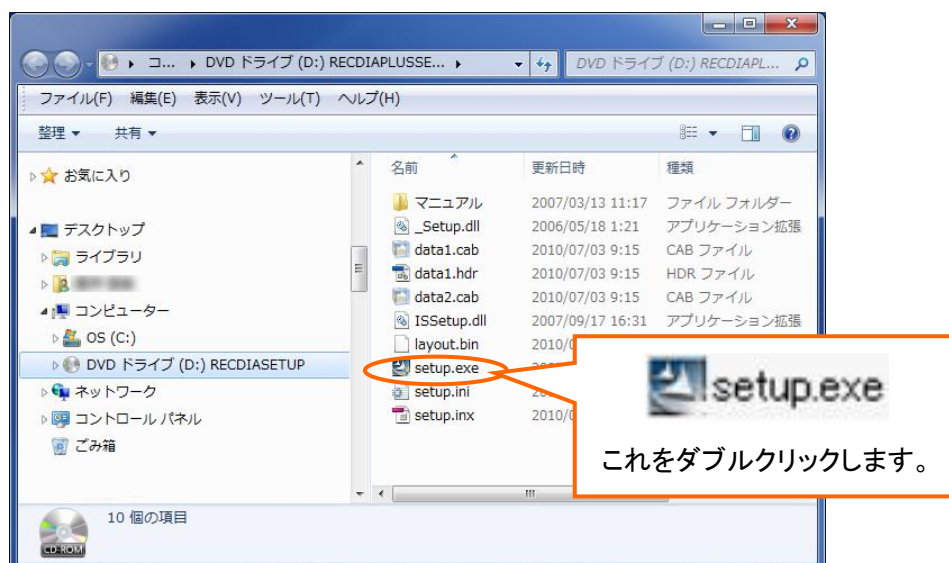 コ... DVD ドライブ (D:) RECDIAPLUSSE... DVD ドライブ (D:) RECDIAPL...
ファイル(F) 編集(E) 表示(V) ツール(T) ヘルプ(H)
整理 共有
お気に入り
デスクトップ
ライブラリ
コンピューター
OS (C:)
DVD ドライブ (D:) RECDIASETUP
ネットワーク
コントロール パネル
ごみ箱
名前 更新日時 種類
マニュアル 2007/03/13 11:17 ファイル フォルダー
_Setup.dll 2006/05/18 1:21 アプリケーション拡張
data1.cab 2010/07/03 9:15 CAB ファイル
data1.hdr 2010/07/03 9:15 HDR ファイル
data2.cab 2010/07/03 9:15 CAB ファイル
ISSetup.dll 2007/09/17 16:31 アプリケーション拡張
layout.bin 2010/0
setup.exe
setup.ini
setup.inx 2010/0
setup.exe
これをダブルクリックします。
10 個の項目
CD-ROM